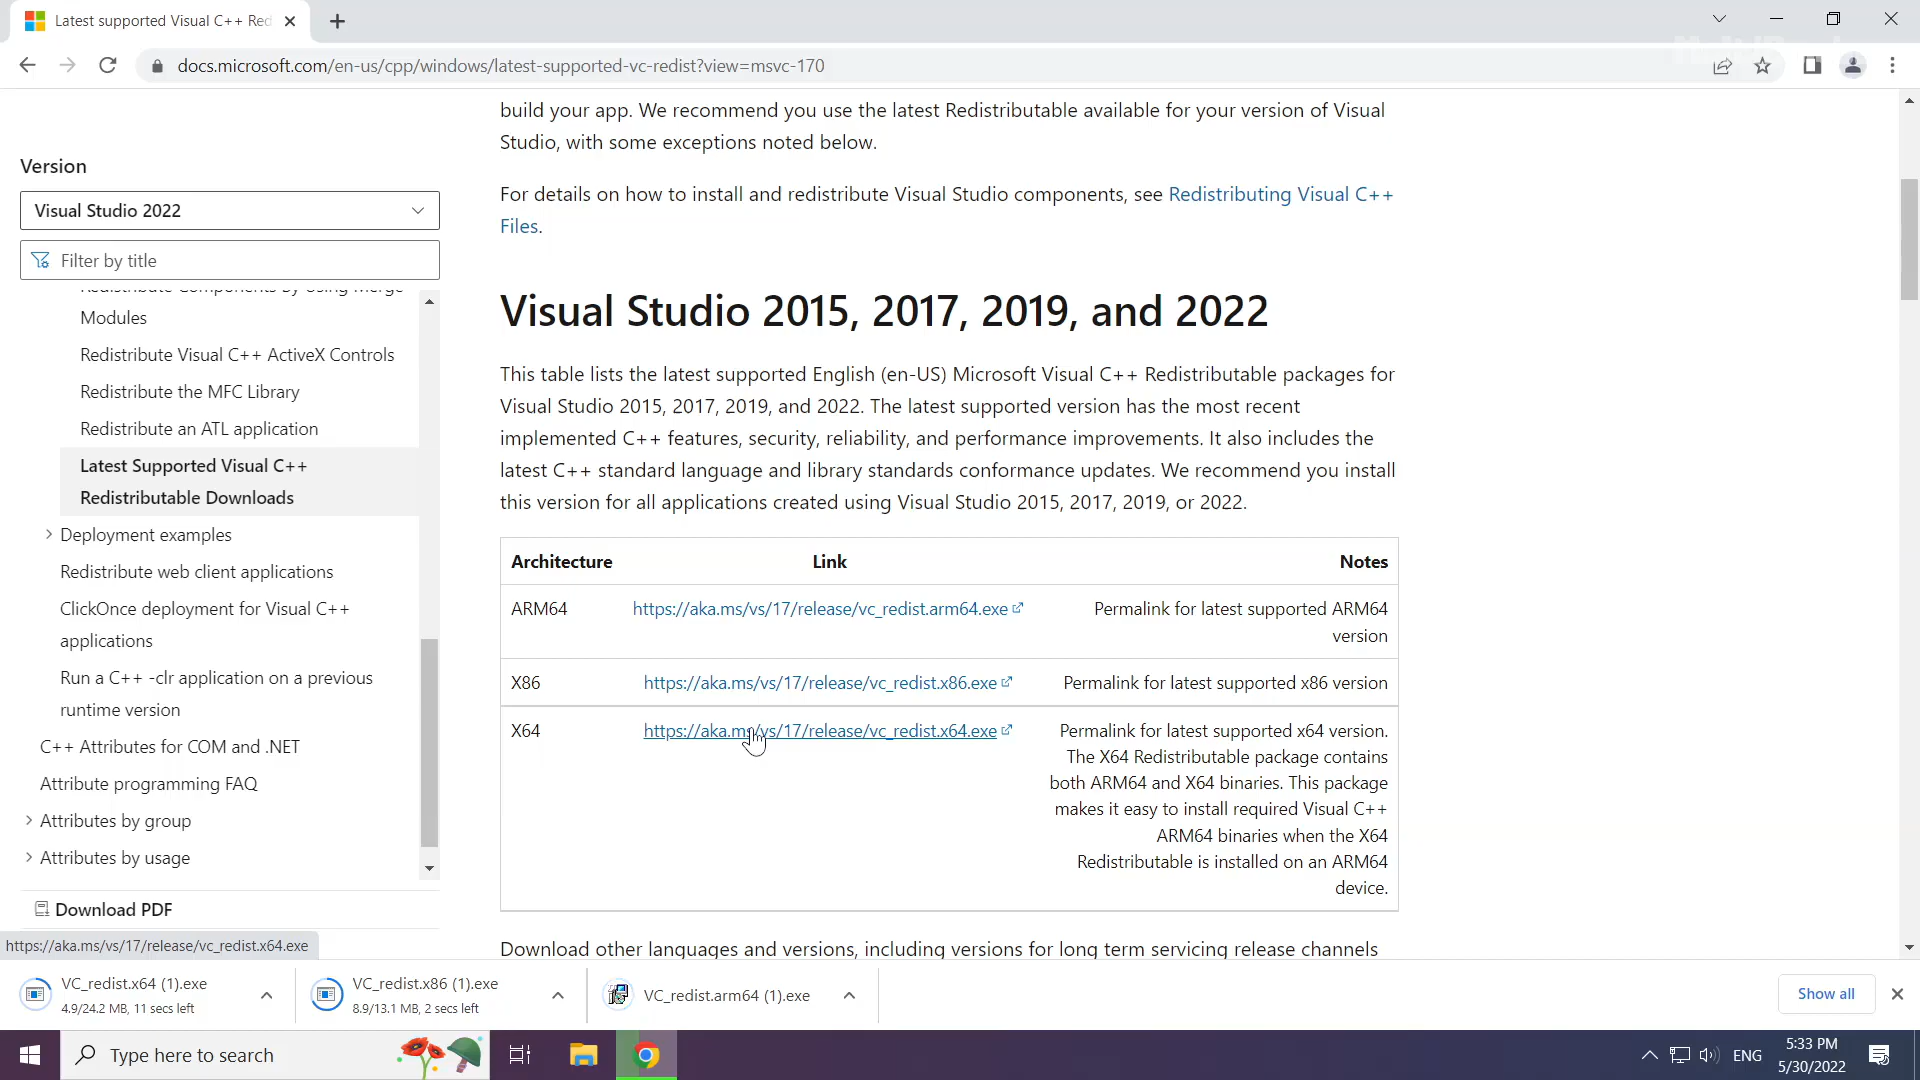 Latest supported Visual C++ Red
docs.microsoft.com/en-us/cpp/windows/latest-supported-vc-redist?view=msvc-170
Version
Visual Studio 2022
Filter by title
Redistribute Components By Using Merge
Modules
Redistribute Visual C++ ActiveX Controls
Redistribute the MFC Library
Redistribute an ATL application
Latest Supported Visual C++
Redistributable Downloads
Deployment examples
Redistribute web client applications
ClickOnce deployment for Visual C++
applications
Run a C++ -clr application on a previous
runtime version
C++ Attributes for COM and .NET
Attribute programming FAQ
Attributes by group
Attributes by usage
Download PDF
https://aka.ms/vs/17/release/vc_redist.x64.exe
build your app. We recommend you use the latest Redistributable available for your version of Visual
Studio, with some exceptions noted below.
For details on how to install and redistribute Visual Studio components, see Redistributing Visual C++
Files.
Visual Studio 2015, 2017, 2019, and 2022
This table lists the latest supported English (en-US) Microsoft Visual C++ Redistributable packages for
Visual Studio 2015, 2017, 2019, and 2022. The latest supported version has the most recent
implemented C++ features, security, reliability, and performance improvements. It also includes the
latest C++ standard language and library standards conformance updates. We recommend you install
this version for all applications created using Visual Studio 2015, 2017, 2019, or 2022.
Architecture Link Notes
ARM64 https://aka.ms/vs/17/release/vc_redist.arm64.exe Permalink for latest supported ARM64
version
X86 https://aka.ms/vs/17/release/vc_redist.x86.exe Permalink for latest supported x86 version
X64 https://aka.ms/vs/17/release/vc_redist.x64.exe Permalink for latest supported x64 version.
The X64 Redistributable package contains
both ARM64 and X64 binaries. This package
makes it easy to install required Visual C++
ARM64 binaries when the X64
Redistributable is installed on an ARM64
device.
Download other languages and versions, including versions for long term servicing release channels
VC_redist.x64 (1).exe
4.9/24.2 MB, 11 secs left
VC_redist.x86 (1).exe
8.9/13.1 MB, 2 secs left
VC_redist.arm64 (1).exe
Show all
Type here to search
ENG
5:33 PM
5/30/2022